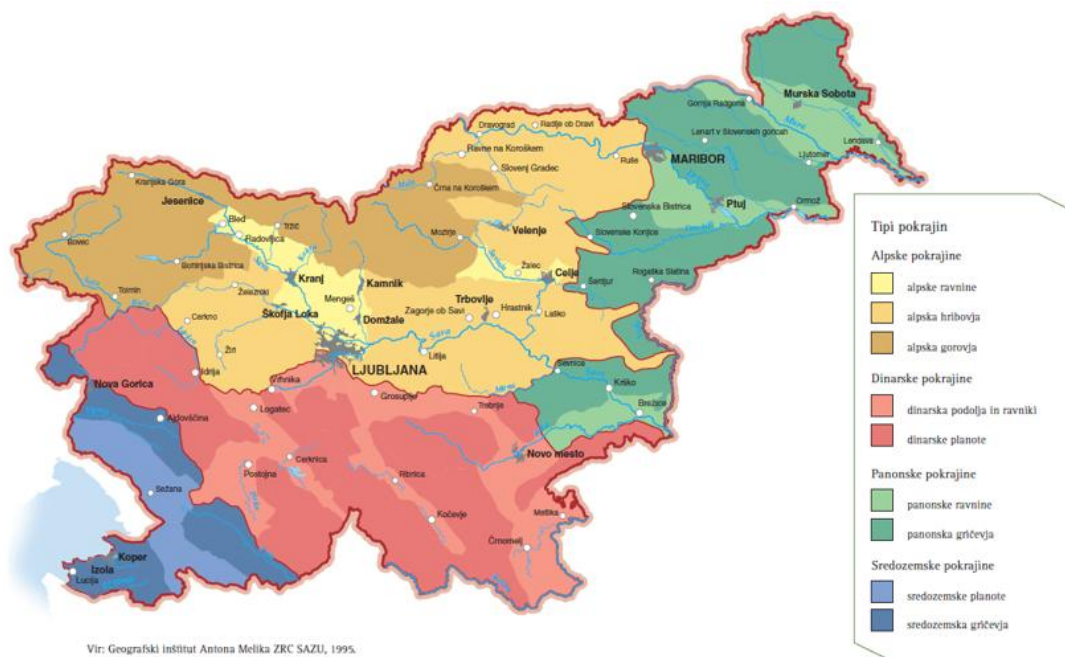 Murska Sobota
Gornja Radgona
Mura
Ledava
Dravograd
Radlje ob Dravi
Lenart v Slovenskih goricah
Lendava
Ravne na Koroškem
Ruše
MARIBOR
Ljutomer
Slovenj Gradec
Kranjska Gora
Črna na Koroškem
Jesenice
Ptuj
Ormož
Slovenska Bistrica
Bled
Tržič
Velenje
Radovljica
Mozirje
Slovenske Konjice
Bovec
Bohinjska Bistrica
Žalec
Celje
Rogaška Slatina
Kranj
Kamnik
Šentjur
Železniki
Mengeš
Trbovlje
Tolmin
Škofja Loka
Domžale
Zagorje ob Savi
Hrastnik
Laško
Cerkno
Sava
Žiri
Litija
LJUBLJANA
Idrija
Sevnica
Nova Gorica
Vrhnika
Grosuplje
Krško
Logatec
Trebnje
Brežice
Ajdovščina
Novo mesto
Cerknica
Postojna
Ribnica
Sežana
Kočevje
Metlika
Črnomelj
Koper
Izola
Lucija
Tipi pokrajin
Alpske pokrajine
alpske ravnine
alpska hribovja
alpska gorovja
Dinarske pokrajine
dinarska podolja in ravniki
dinarske planote
Panonske pokrajine
panonske ravnine
panonska gričevja
Sredozemske pokrajine
sredozemske planote
sredozemska gričevja
Vir: Geografski inštitut Antona Melika ZRC SAZU, 1995.